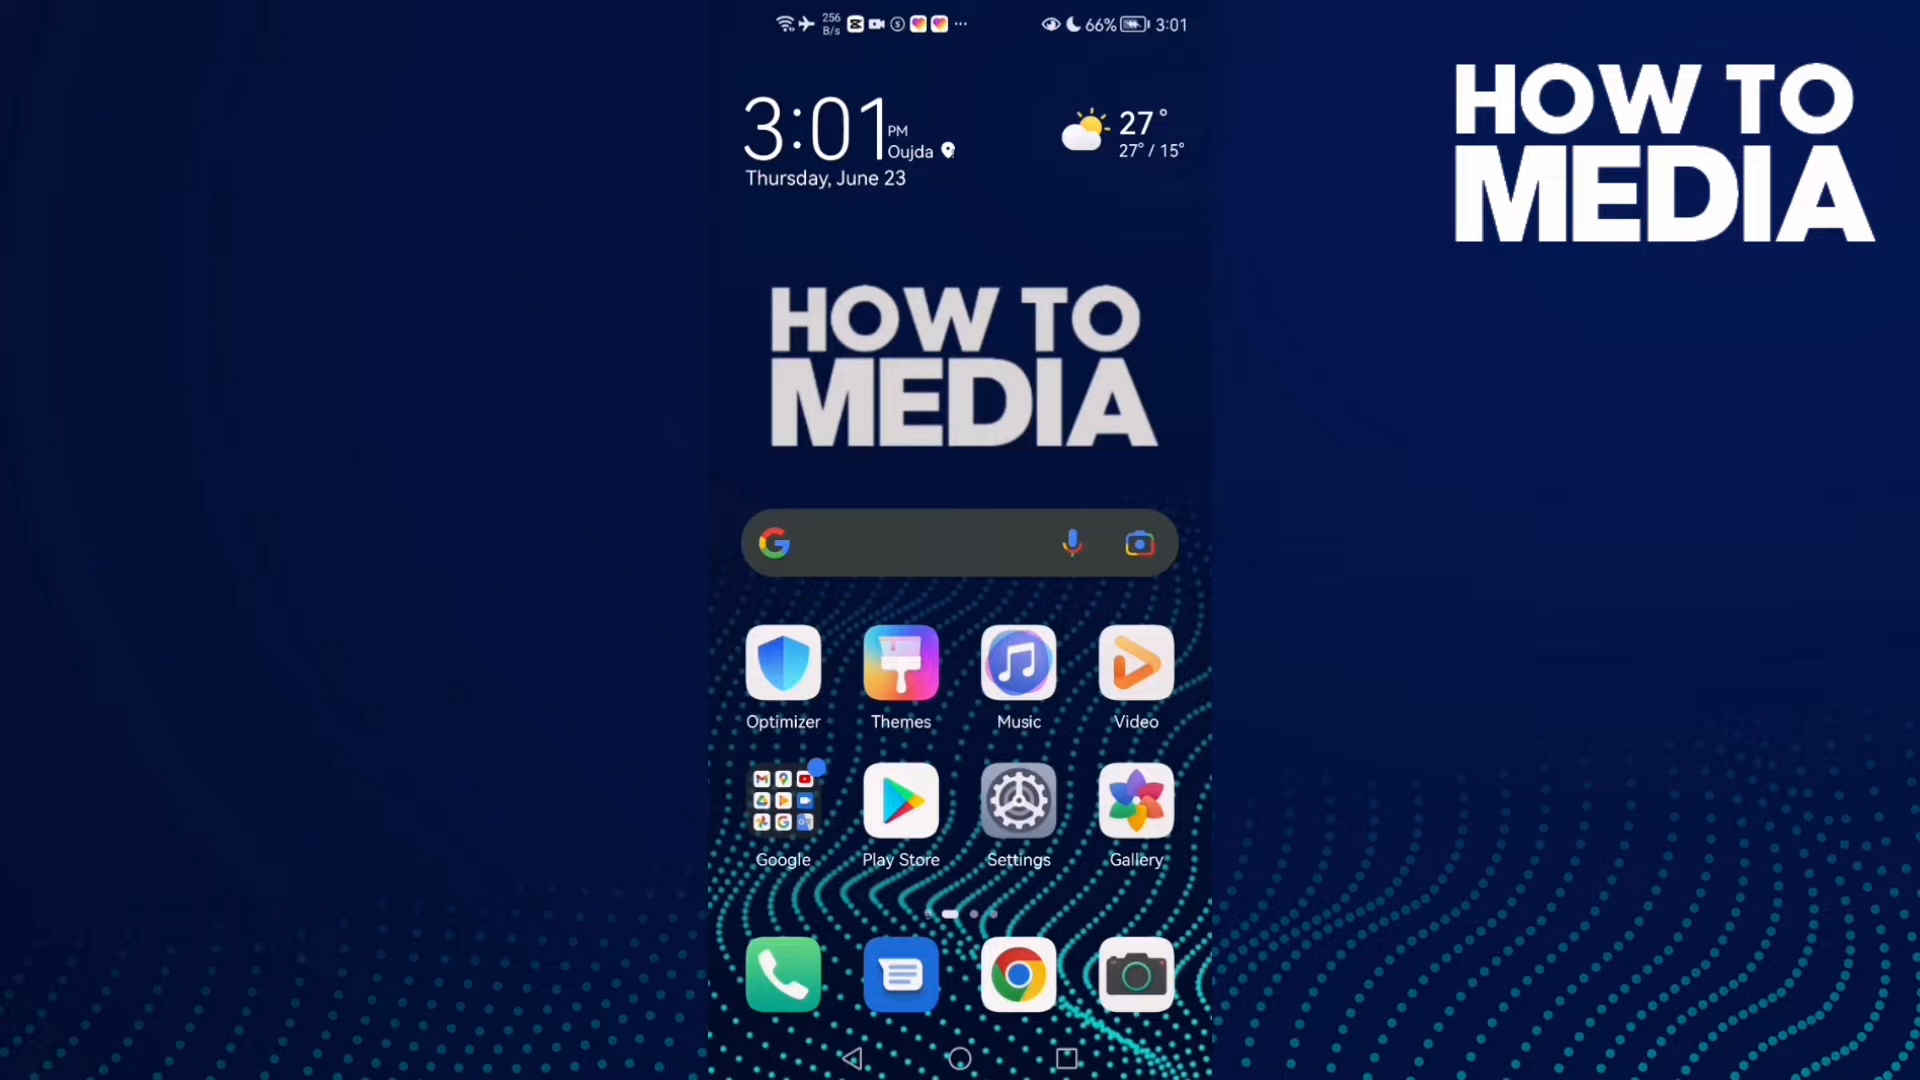 256
B/s
66%
3:01
HOW TO
MEDIA
3:01
PM
Oujda
Thursday, June 23
27°
27° / 15°
HOW TO
MEDIA
Optimizer
Themes
Music
Video
Google
Play Store
Settings
Gallery